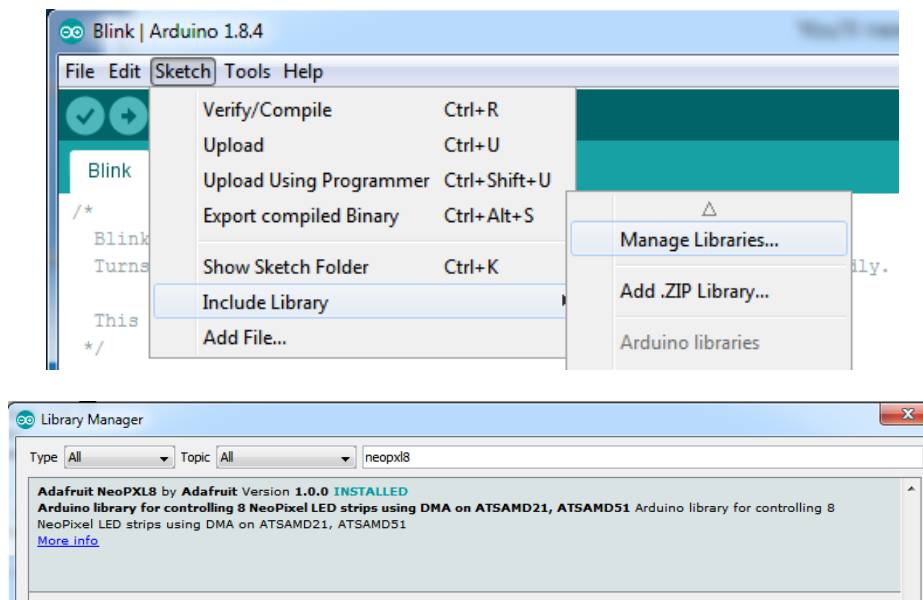 Blink | Arduino 1.8.4
File Edit Sketch Tools Help
Verify/Compile Ctrl+R
Upload Ctrl+U
Blink
Upload Using Programmer Ctrl+Shift+U
/*
Export compiled Binary Ctrl+Alt+S
Blink
Manage Libraries...
Turns
Show Sketch Folder Ctrl+K
dly.
Add .ZIP Library...
Include Library
This
Add File...
Arduino libraries
*/
Library Manager
Type All Topic All neopxl8
Adafruit NeoPXL8 by Adafruit Version 1.0.0 INSTALLED
Arduino library for controlling 8 NeoPixel LED strips using DMA on ATSAMD21, ATSAMD51 Arduino library for controlling 8
NeoPixel LED strips using DMA on ATSAMD21, ATSAMD51
More info